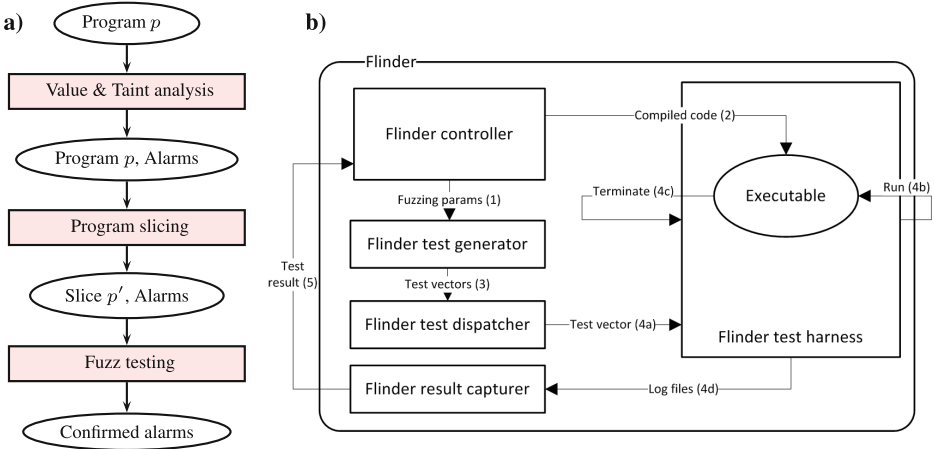 a)
Program p
Value & Taint analysis
Program p, Alarms
Program slicing
Slice p′, Alarms
Fuzz testing
Confirmed alarms
b)
Flinder
Flinder controller
Compiled code (2)
Executable
Terminate (4c)
Run (4b)
Fuzzing params (1)
Flinder test generator
Test
result (5)
Test vectors (3)
Flinder test dispatcher
Test vector (4a)
Flinder test harness
Flinder result capturer
Log files (4d)